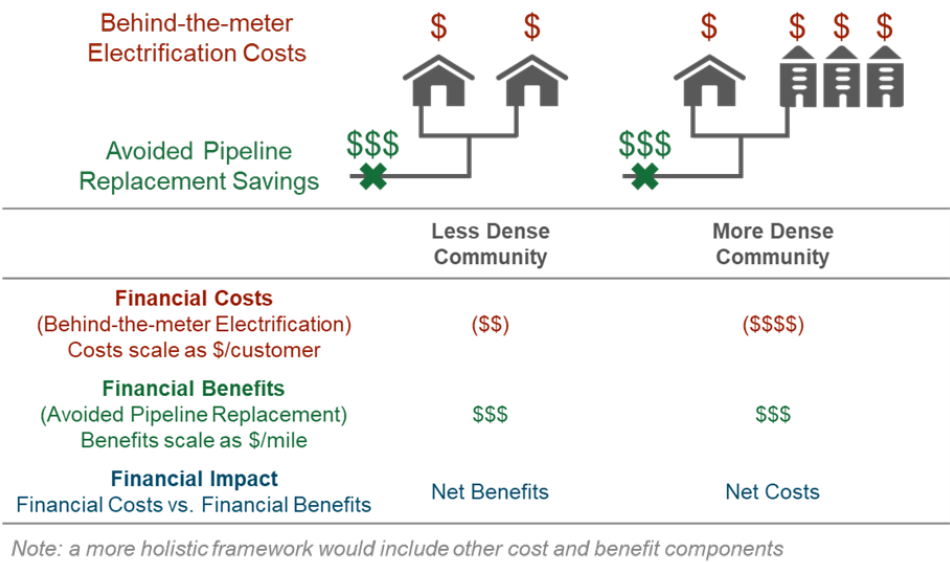 Behind-the-meter
Electrification Costs
$ $ $ $ $ $
Avoided Pipeline
Replacement Savings
$$$ $$$
Less Dense
Community
More Dense
Community
Financial Costs
(Behind-the-meter Electrification)
Costs scale as $/customer
($$) ($$$$)
Financial Benefits
(Avoided Pipeline Replacement)
Benefits scale as $/mile
$$$ $$$
Financial Impact
Financial Costs vs. Financial Benefits
Net Benefits Net Costs
Note: a more holistic framework would include other cost and benefit components